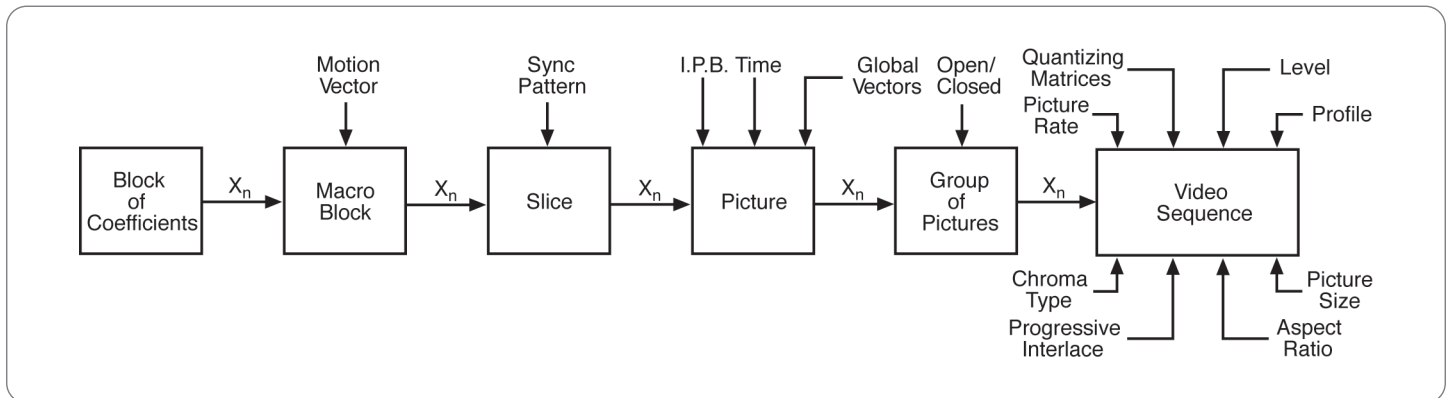 Motion
Vector
Sync
Pattern
I.P.B. Time
Global
Vectors
Open/
Closed
Quantizing
Matrices
Level
Picture
Rate
Profile
Block
of
Coefficients
Xn
Macro
Block
Xn
Slice
Xn
Picture
Xn
Group
of
Pictures
Xn
Video
Sequence
Chroma
Type
Picture
Size
Progressive
Interlace
Aspect
Ratio